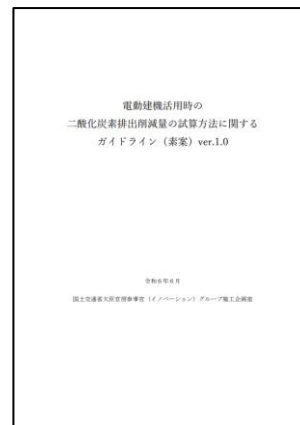 電動建機活用時の
二酸化炭素排出削減量の試算方法に関する
ガイドライン（素案）ver.1.0
令和6年6月
国土交通省大臣官房参事官（イノベーション）グループ施工企画室